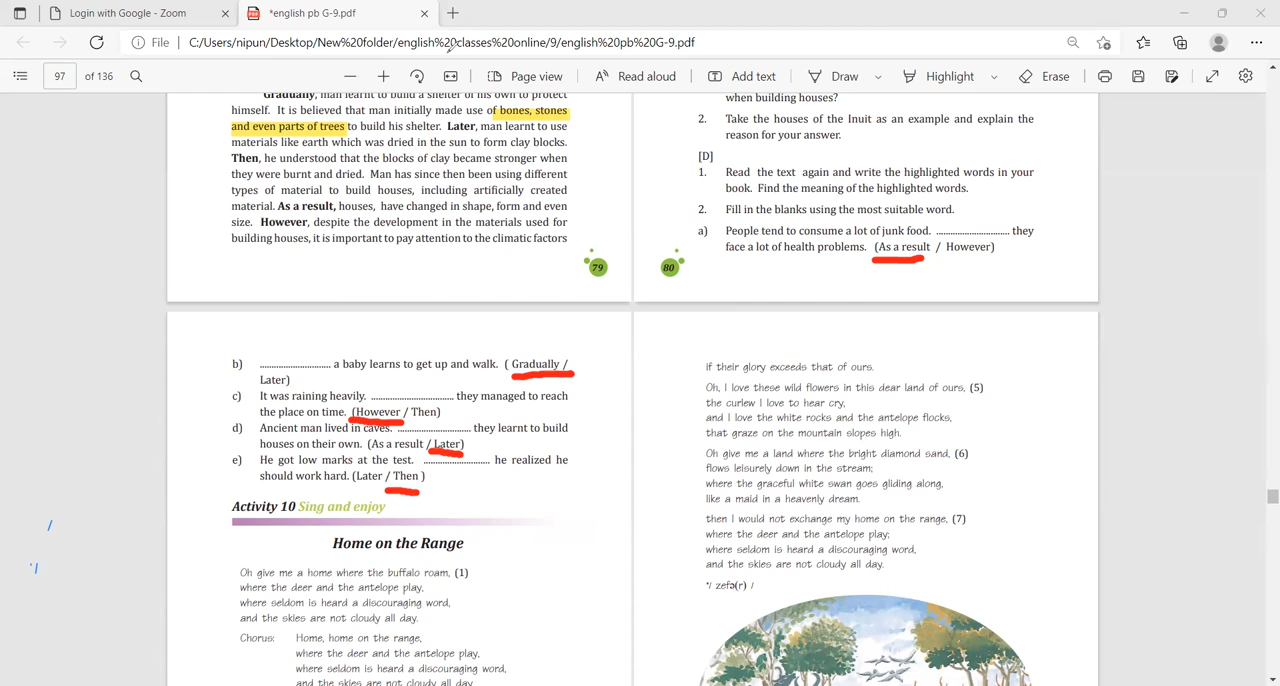 Login with Google - Zoom
*english pb G-9.pdf
File
C:/Users/nipun/Desktop/New%20folder/english%20classes%20online/9/english%20pb%20G-9.pdf
97 of 136
Page view
Read aloud
Add text
Draw
Highlight
Erase
Gradually, man learnt to build a shelter of his own to protect
himself. It is believed that man initially made use of bones, stones
and even parts of trees to build his shelter. Later, man learnt to use
materials like earth which was dried in the sun to form clay blocks.
Then, he understood that the blocks of clay became stronger when
they were burnt and dried. Man has since then been using different
types of material to build houses, including artificially created
material. As a result, houses, have changed in shape, form and even
size. However, despite the development in the materials used for
building houses, it is important to pay attention to the climatic factors
79
when building houses?
2. Take the houses of the Inuit as an example and explain the
reason for your answer.
[D]
1. Read the text again and write the highlighted words in your
book. Find the meaning of the highlighted words.
2. Fill in the blanks using the most suitable word.
a) People tend to consume a lot of junk food. ............................ they
face a lot of health problems. (As a result / However)
80
b) ........................... a baby learns to get up and walk. ( Gradually /
Later)
c) It was raining heavily. ................................ they managed to reach
the place on time. (However / Then)
d) Ancient man lived in caves. ............................ they learnt to build
houses on their own. (As a result / Later)
e) He got low marks at the test. ......................... he realized he
should work hard. (Later / Then )
Activity 10 Sing and enjoy
Home on the Range
Oh give me a home where the buffalo roam, (1)
where the deer and the antelope play,
where seldom is heard a discouraging word,
and the skies are not cloudy all day.
Chorus: Home, home on the range,
where the deer and the antelope play,
where seldom is heard a discouraging word,
and the skies are not cloudy all day
if their glory exceeds that of ours.
Oh, I love these wild flowers in this dear land of ours, (5)
the curlew I love to hear cry,
and I love the white rocks and the antelope flocks,
that graze on the mountain slopes high.
Oh give me a land where the bright diamond sand, (6)
flows leisurely down in the stream;
where the graceful white swan goes gliding along,
like a maid in a heavenly dream.
then I would not exchange my home on the range, (7)
where the deer and the antelope play;
where seldom is heard a discouraging word,
and the skies are not cloudy all day.
*/ zefə(r) /